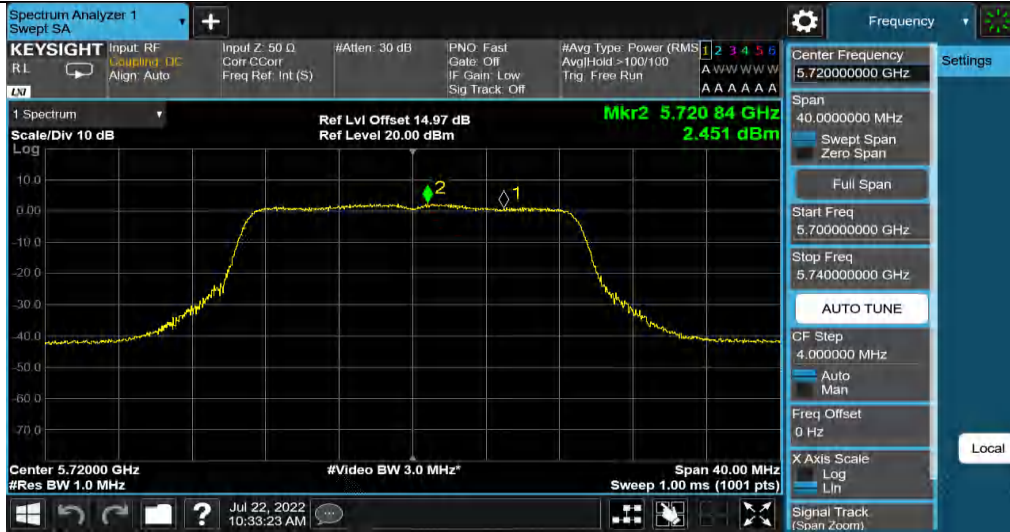 Spectrum Analyzer 1
Swept SA
+
Frequency
KEYSIGHT
RL
LXI
Input: RF
Coupling: DC
Align: Auto
Input Z: 50 Ω
Corr CCorr
Freq Ref: Int (S)
#Atten: 30 dB
PNO: Fast
Gate: Off
IF Gain: Low
Sig Track: Off
#Avg Type: Power (RMS
Avg|Hold >100/100
Trig: Free Run
1 2 3 4 5 6
A W W W W W
A A A A A A
Settings
1 Spectrum
Scale/Div 10 dB
Log
Ref Lvl Offset 14.97 dB
Ref Level 20.00 dBm
Mkr2 5.720 84 GHz
2.451 dBm
10.0
0.00
-10.0
-20.0
-30.0
-40.0
-50.0
-60.0
-70.0
2
1
Center 5.72000 GHz
#Res BW 1.0 MHz
#Video BW 3.0 MHz*
Span 40.00 MHz
Sweep 1.00 ms (1001 pts)
Center Frequency
5.720000000 GHz
Span
40.0000000 MHz
Swept Span
Zero Span
Full Span
Start Freq
5.700000000 GHz
Stop Freq
5.740000000 GHz
AUTO TUNE
CF Step
4.000000 MHz
Auto
Man
Freq Offset
0 Hz
X Axis Scale
Log
Lin
Signal Track
(Span Zoom)
Local
?
Jul 22, 2022
10:33:23 AM